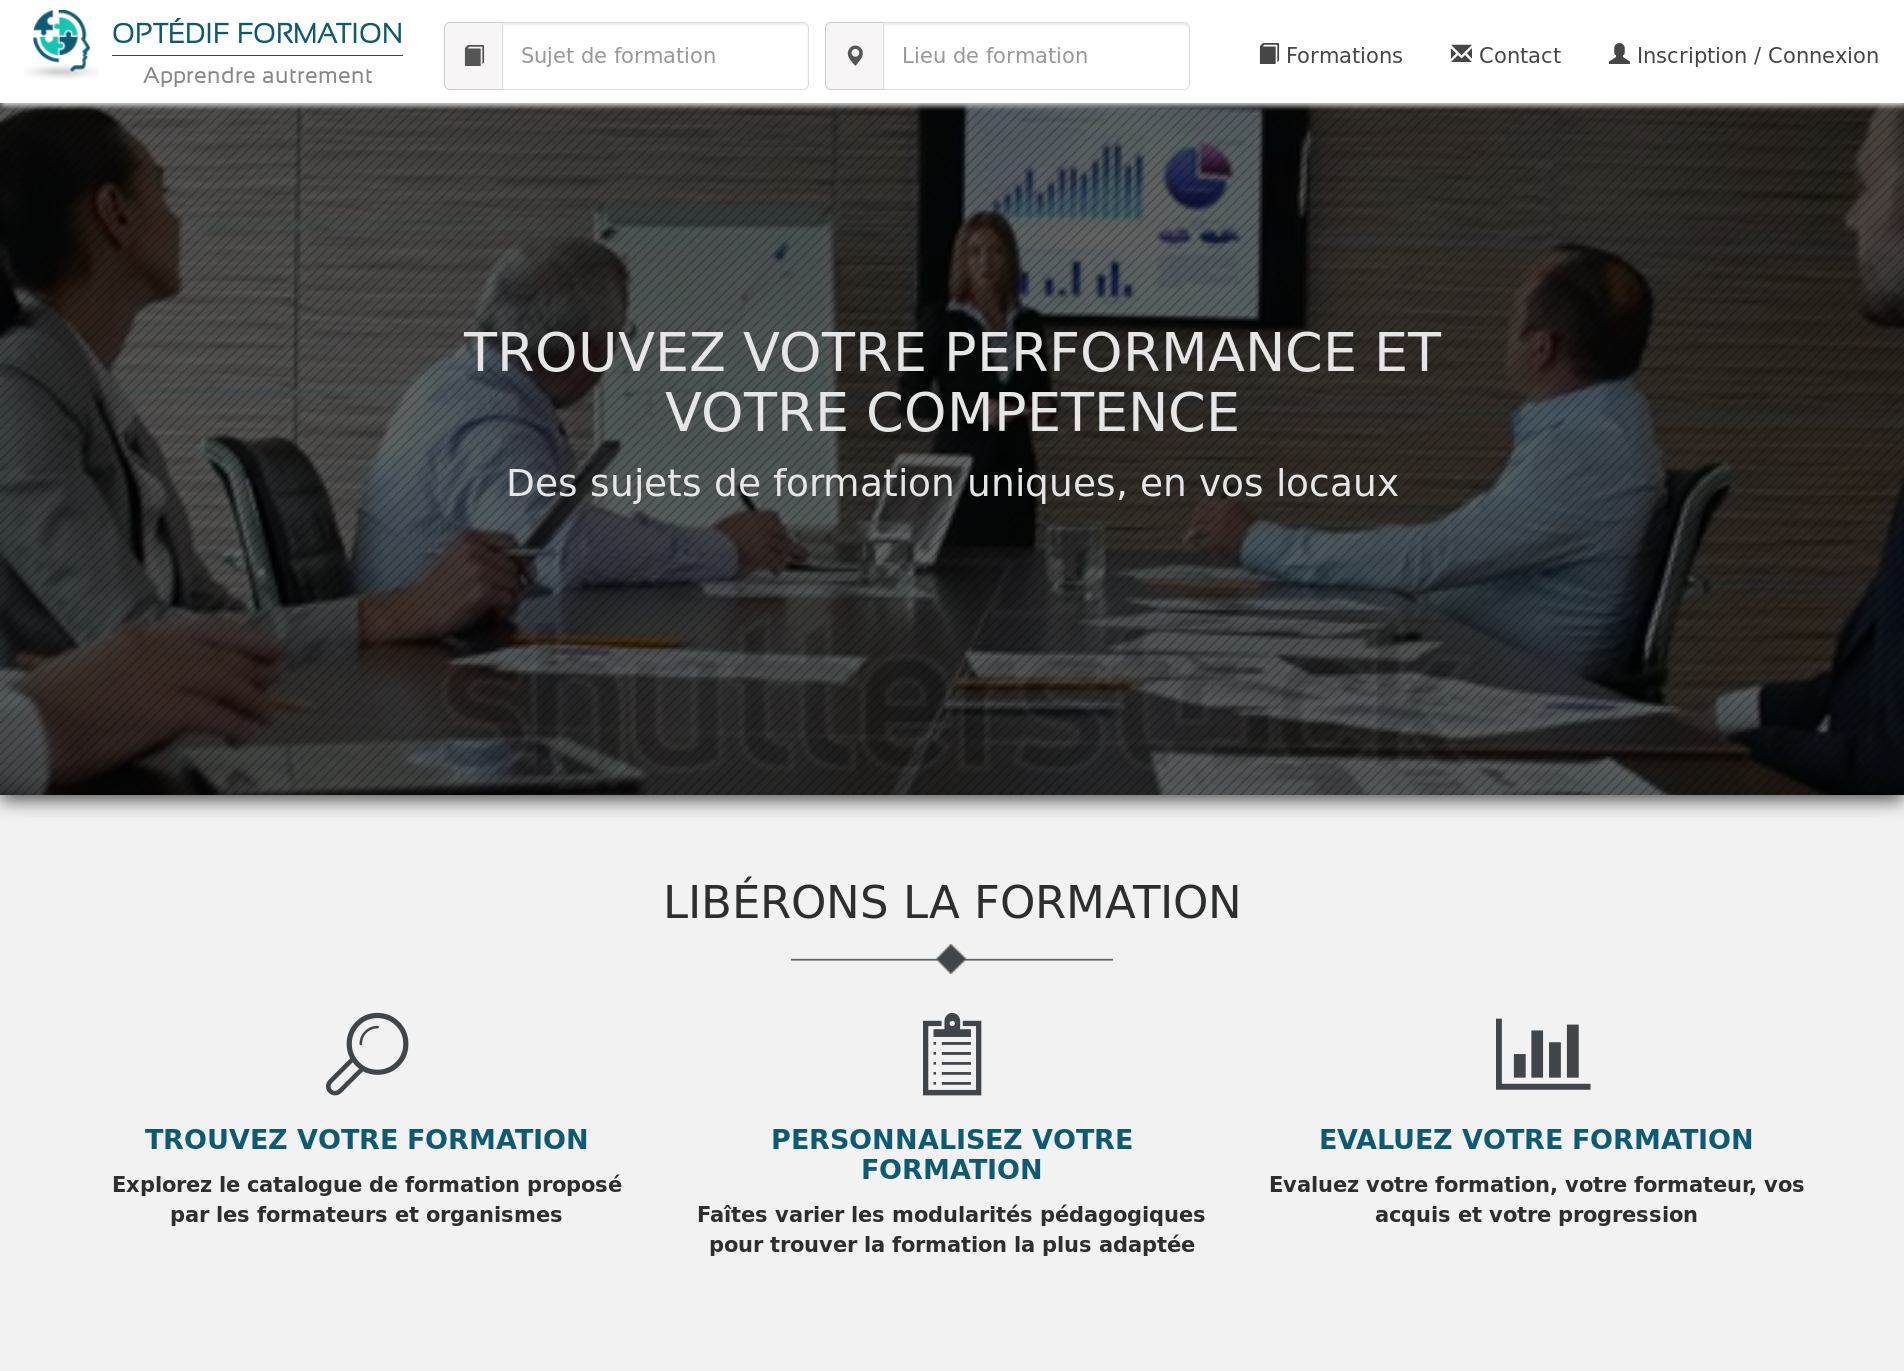 OPTÉDIF FORMATION
Apprendre autrement
Sujet de formation
Lieu de formation
Formations
Contact
Inscription / Connexion
TROUVEZ VOTRE PERFORMANCE ET
VOTRE COMPETENCE
Des sujets de formation uniques, en vos locaux
shutterstock
LIBÉRONS LA FORMATION
TROUVEZ VOTRE FORMATION
Explorez le catalogue de formation proposé
par les formateurs et organismes
PERSONNALISEZ VOTRE
FORMATION
Faîtes varier les modularités pédagogiques
pour trouver la formation la plus adaptée
EVALUEZ VOTRE FORMATION
Evaluez votre formation, votre formateur, vos
acquis et votre progression